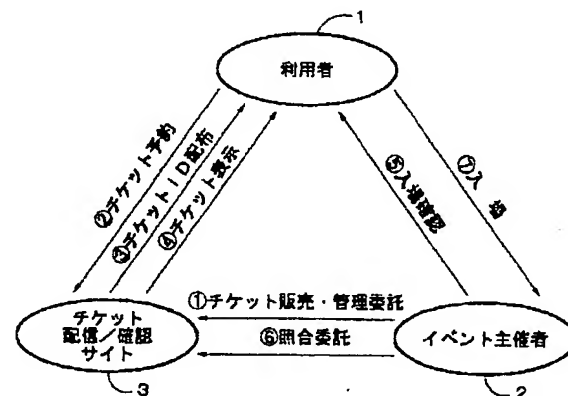 1
利用者
②チケット予約
③チケットID配布
④チケット表示
⑤入場確認
⑦入 場
①チケット販売・管理委託
⑥照合委託
チケット
配信／確認
サイト
3
イベント主催者
2